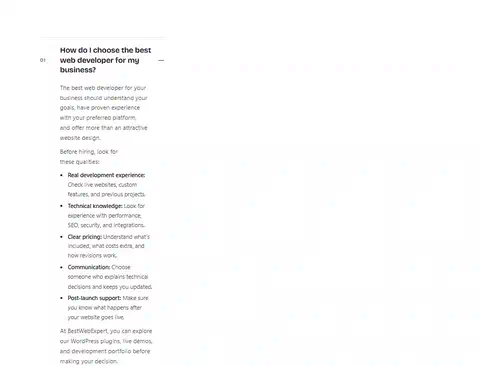 How do I choose the best
01
web developer for my
business?
The best web developer for your
business should understand your
goals, have proven experience
with your preferred platform,
and offer more than an attractive
website design.
Before hiring, look for
these qualities:
• Real development experience:
Check live websites, custom
features, and previous projects.
• Technical knowledge: Look for
experience with performance,
SEO, security, and integrations.
• Clear pricing: Understand what's
included, what costs extra, and
how revisions work.
• Communication: Choose
someone who explains technical
decisions and keeps you updated.
• Post-launch support: Make sure
you know what happens after
your website goes live.
At BestWebExpert, you can explore
our WordPress plugins, live demos,
and development portfolio before
making your decision.